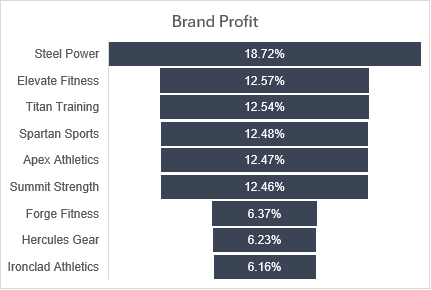 Brand Profit
Steel Power 18.72%
Elevate Fitness 12.57%
Titan Training 12.54%
Spartan Sports 12.48%
Apex Athletics 12.47%
Summit Strength 12.46%
Forge Fitness 6.37%
Hercules Gear 6.23%
Ironclad Athletics 6.16%